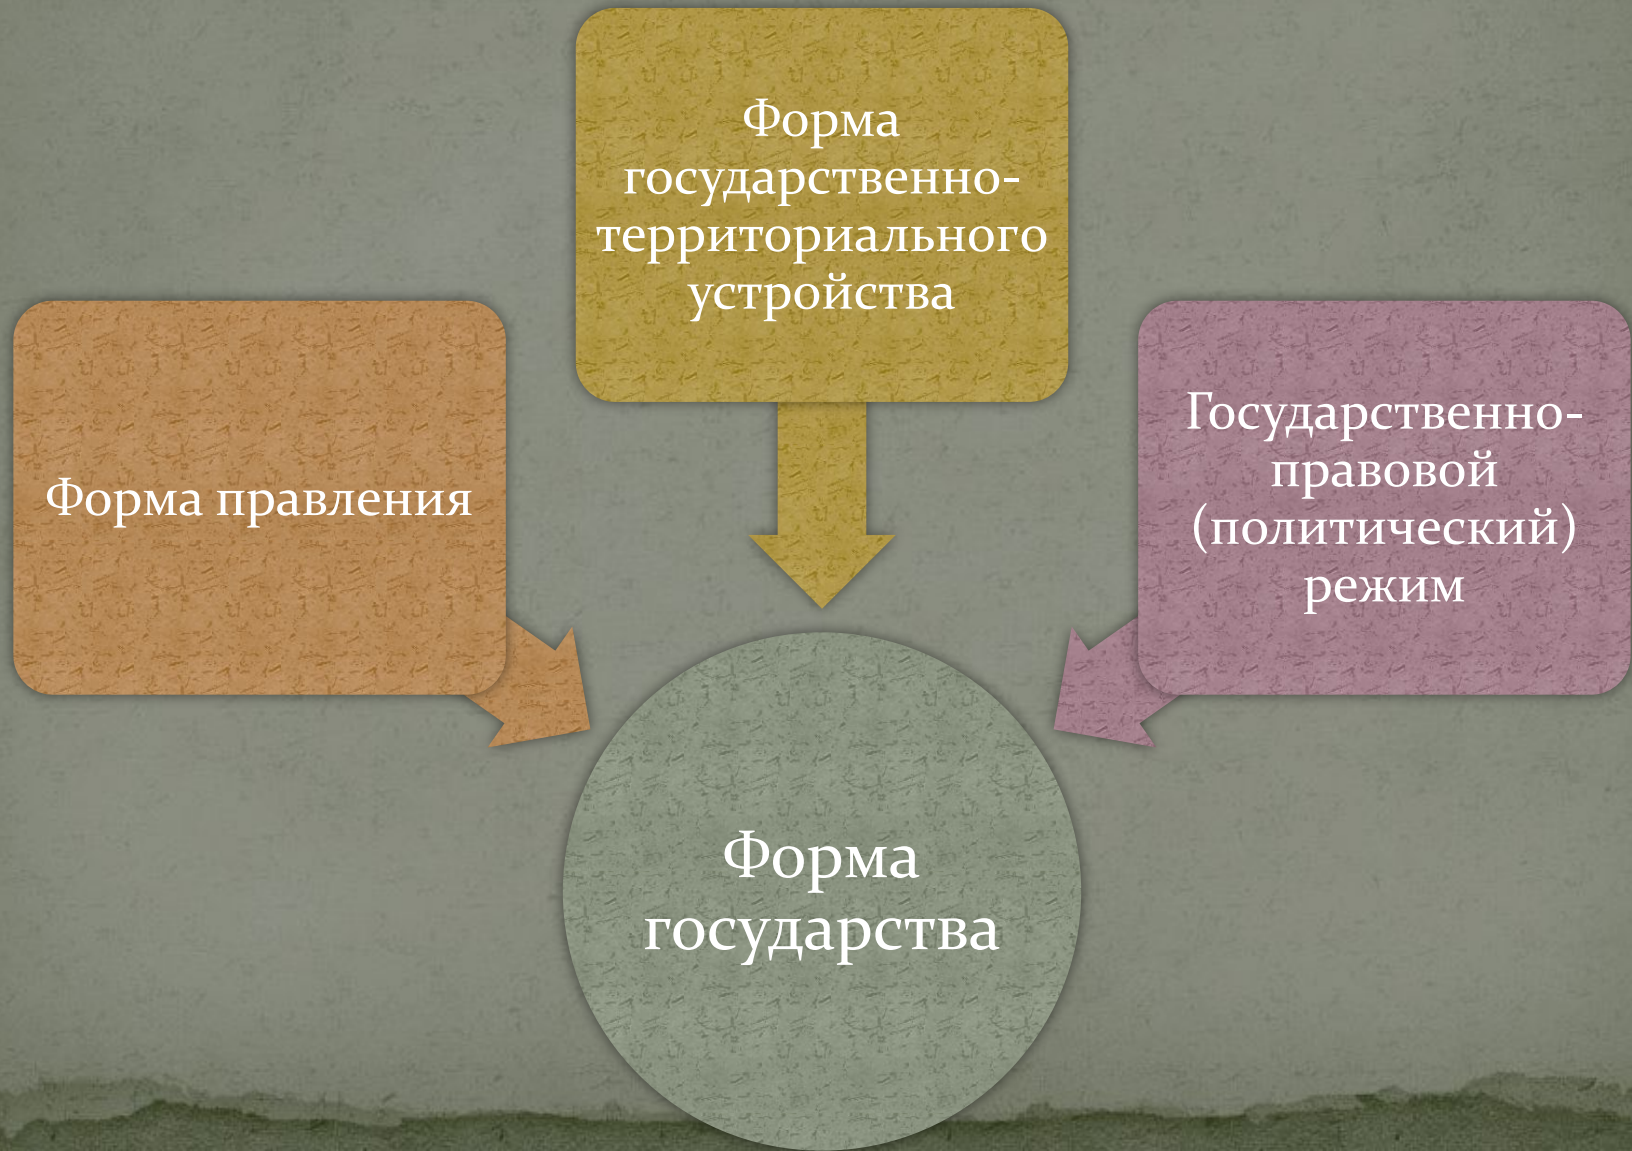 Форма
государственно-
территориального
устройства
Форма правления
Государственно-
правовой
(политический)
режим
Форма
государства